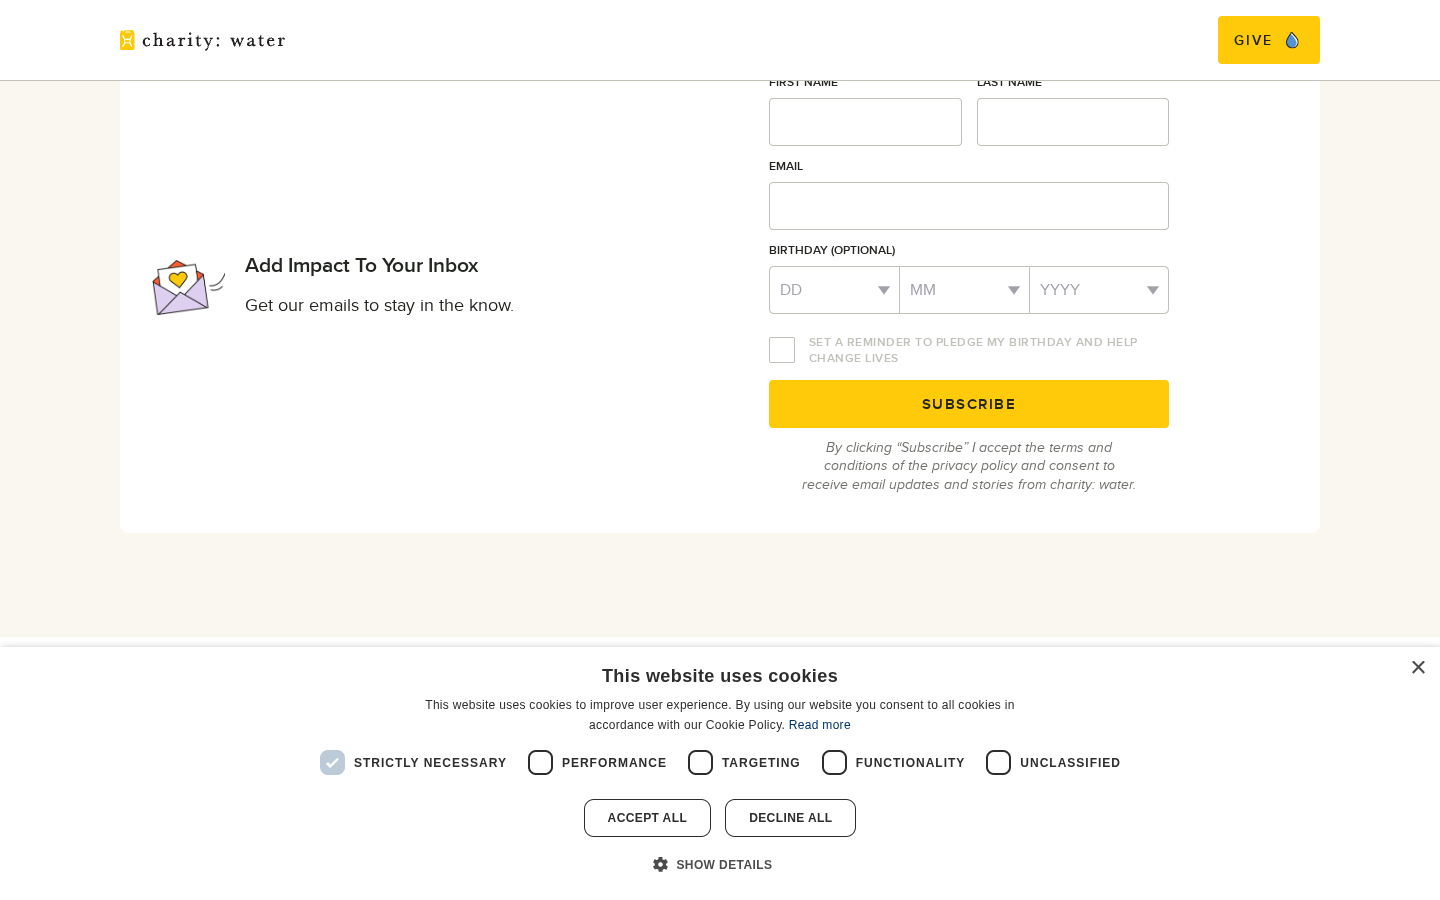 charity: water
GIVE
FIRST NAME
LAST NAME
EMAIL
BIRTHDAY (OPTIONAL)
DD
MM
YYYY
Add Impact To Your Inbox
Get our emails to stay in the know.
SET A REMINDER TO PLEDGE MY BIRTHDAY AND HELP
CHANGE LIVES
SUBSCRIBE
By clicking “Subscribe” I accept the terms and
conditions of the privacy policy and consent to
receive email updates and stories from charity: water.
This website uses cookies
This website uses cookies to improve user experience. By using our website you consent to all cookies in
accordance with our Cookie Policy. Read more
STRICTLY NECESSARY
PERFORMANCE
TARGETING
FUNCTIONALITY
UNCLASSIFIED
ACCEPT ALL
DECLINE ALL
SHOW DETAILS